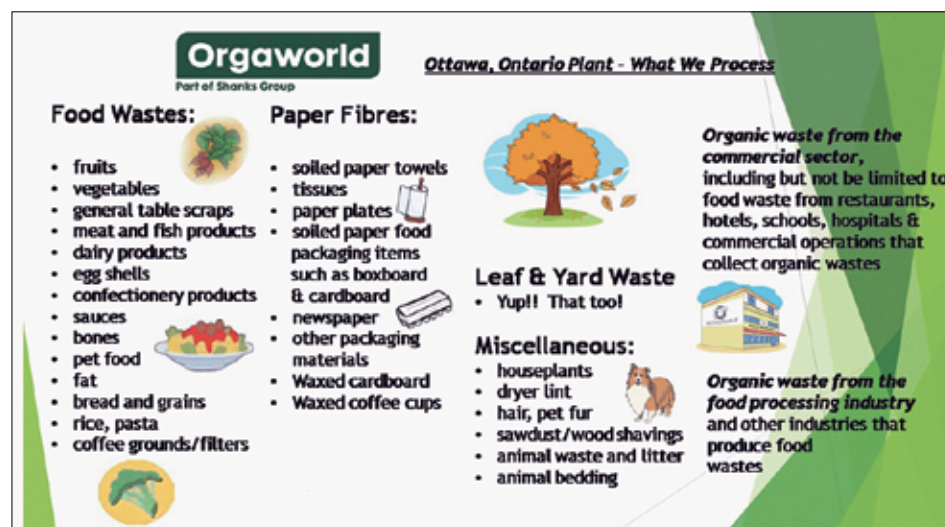 Orgaworld
Part of Shanks Group
Ottawa, Ontario Plant - What We Process
Food Wastes:
• fruits
• vegetables
• general table scraps
• meat and fish products
• dairy products
• egg shells
• confectionery products
• sauces
• bones
• pet food
• fat
• bread and grains
• rice, pasta
• coffee grounds/filters
Paper Fibres:
• soiled paper towels
• tissues
• paper plates
• soiled paper food
packaging items
such as boxboard
& cardboard
• newspaper
• other packaging
materials
• Waxed cardboard
• Waxed coffee cups
Leaf & Yard Waste
• Yup!! That too!
Miscellaneous:
• houseplants
• dryer lint
• hair, pet fur
• sawdust/wood shavings
• animal waste and litter
• animal bedding
Organic waste from the
commercial sector,
including but not be limited to
food waste from restaurants,
hotels, schools, hospitals &
commercial operations that
collect organic wastes
Organic waste from the
food processing industry
and other industries that
produce food
wastes